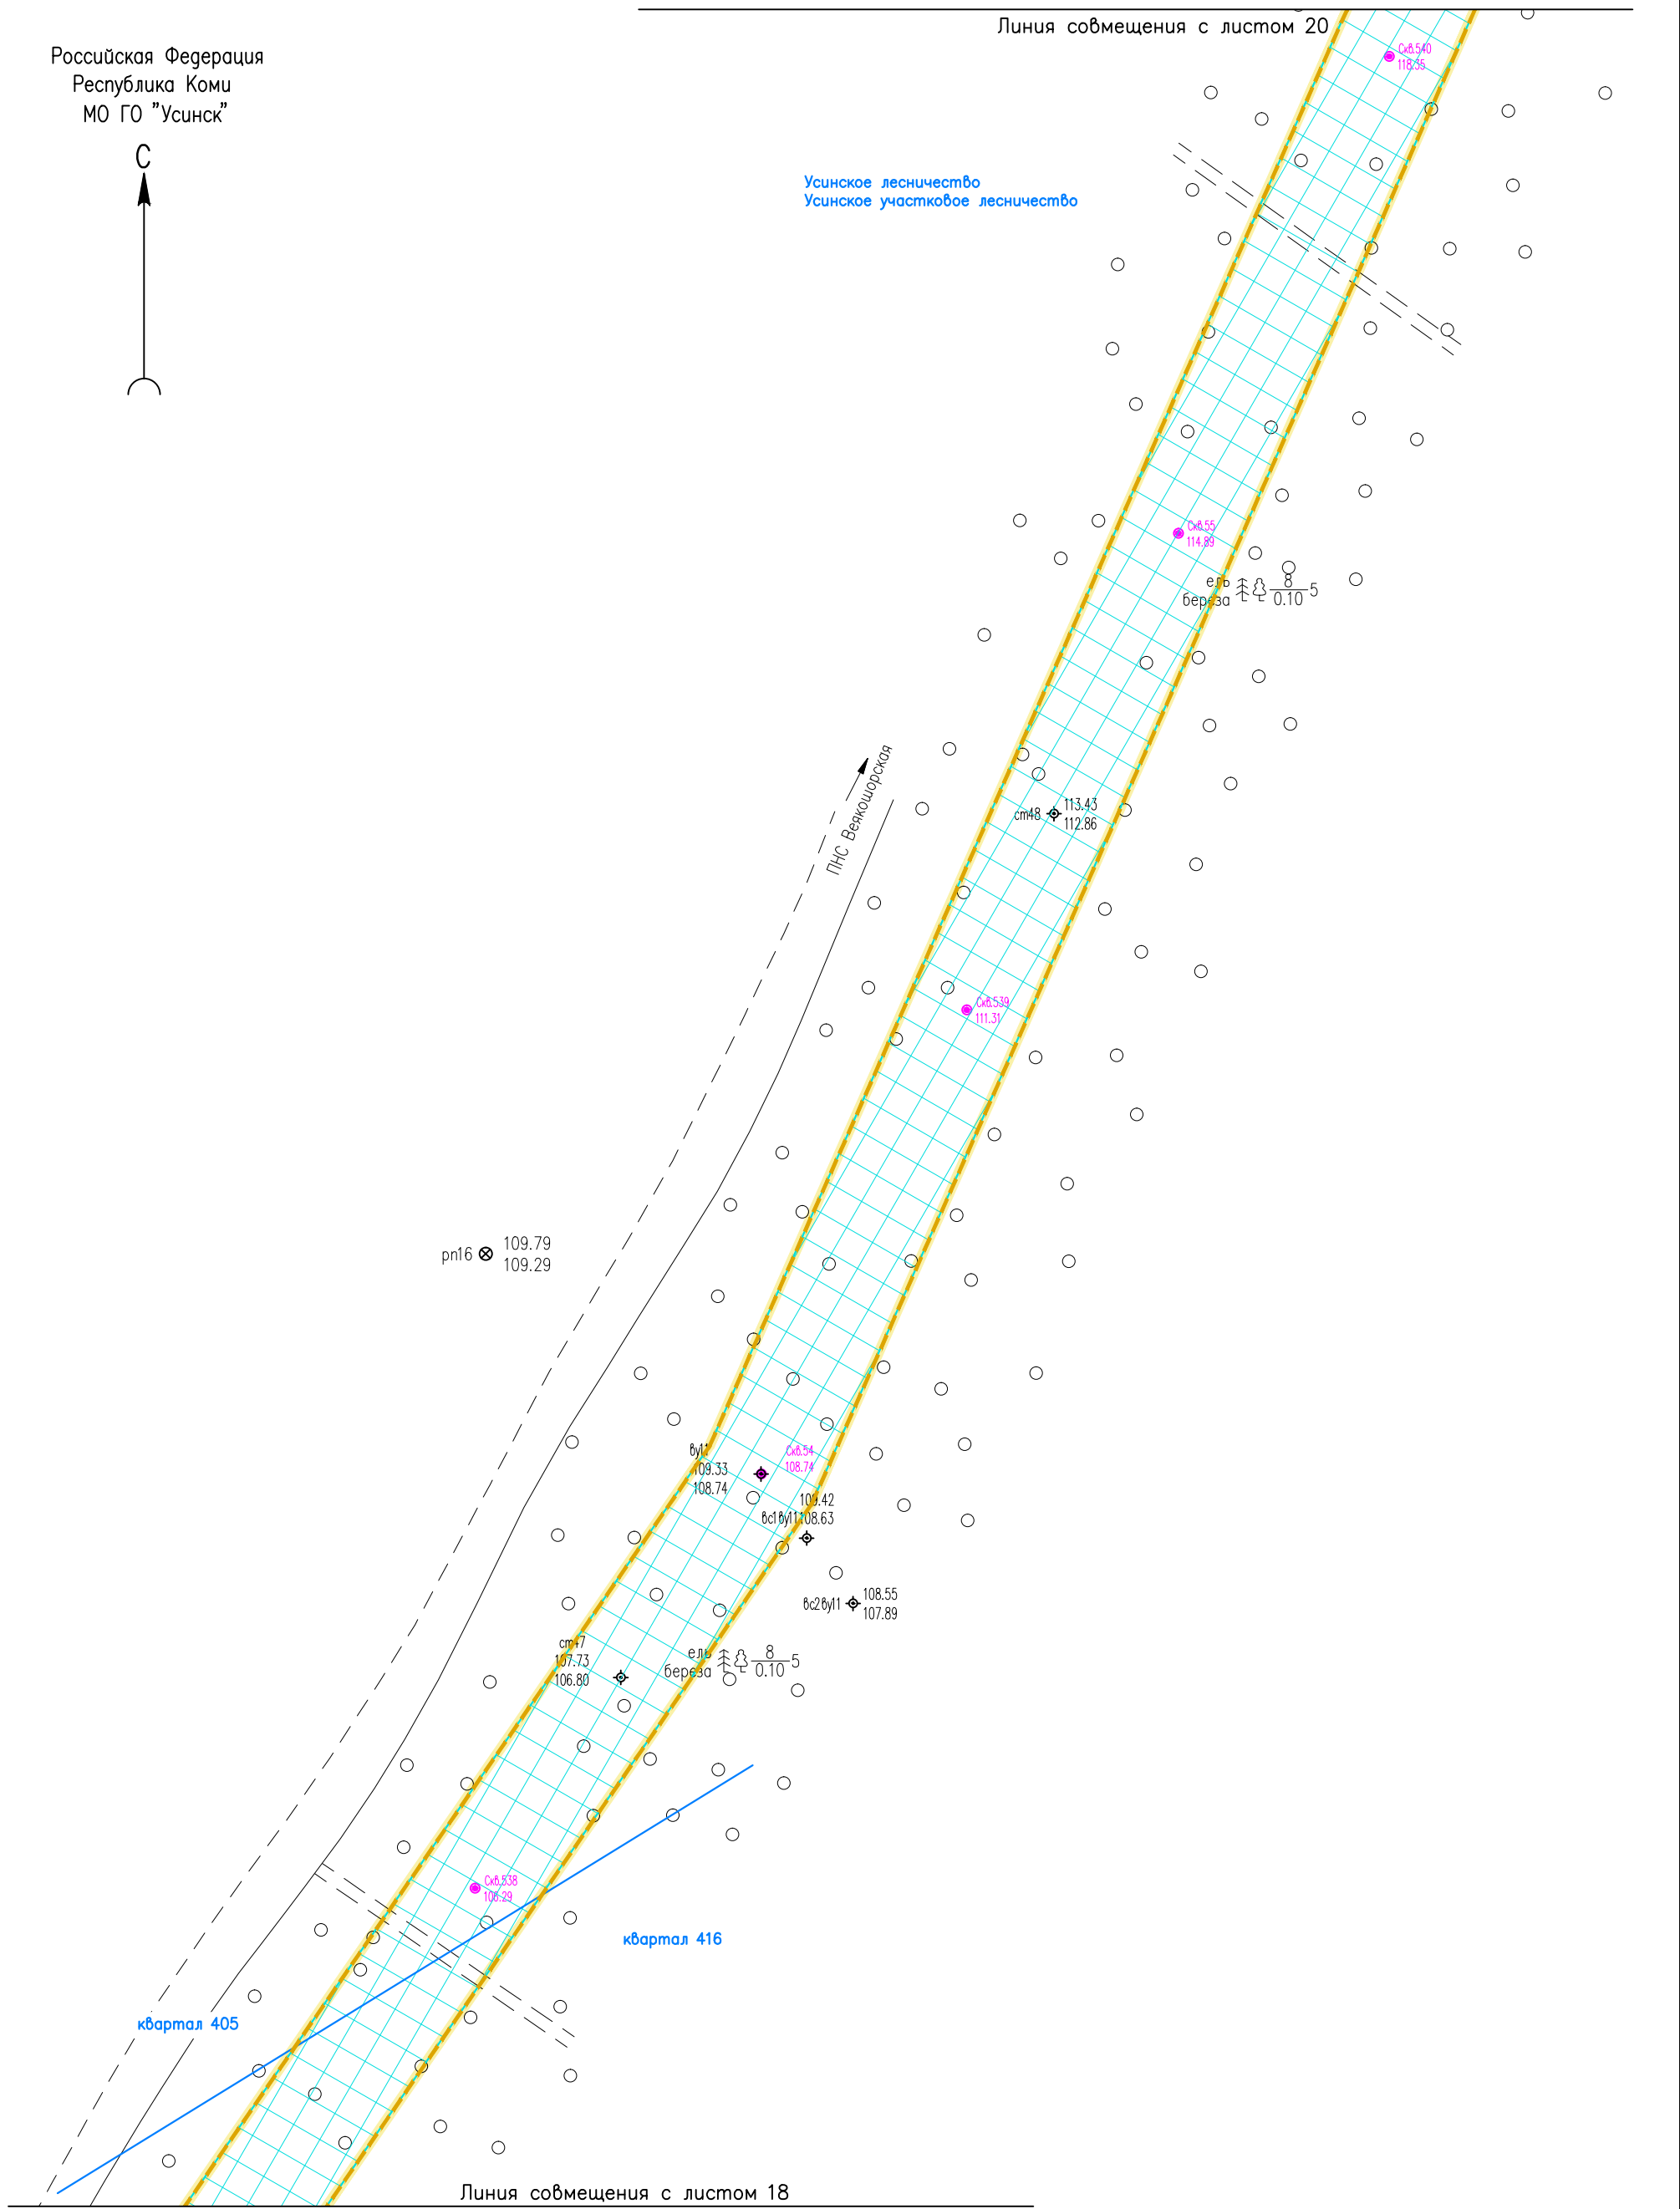 Линия совмещения с листом 20
Российская Федерация
Республика Коми
МО ГО "Усинск"
С
Скв.540
118.35
Усинское лесничество
Усинское участковое лесничество
Скв.55
114.89
ель
береза
8
0.10
5
ПНС Веякошорская
ст48
113.43
112.86
Скв.539
111.31
рп16
109.79
109.29
ву11
109.33
108.74
Скв.54
108.74
109.42
вс1ву11 108.63
вс2ву11
108.55
107.89
ст47
107.73
106.80
ель
береза
8
0.10
5
Скв.538
106.29
квартал 416
квартал 405
Линия совмещения с листом 18